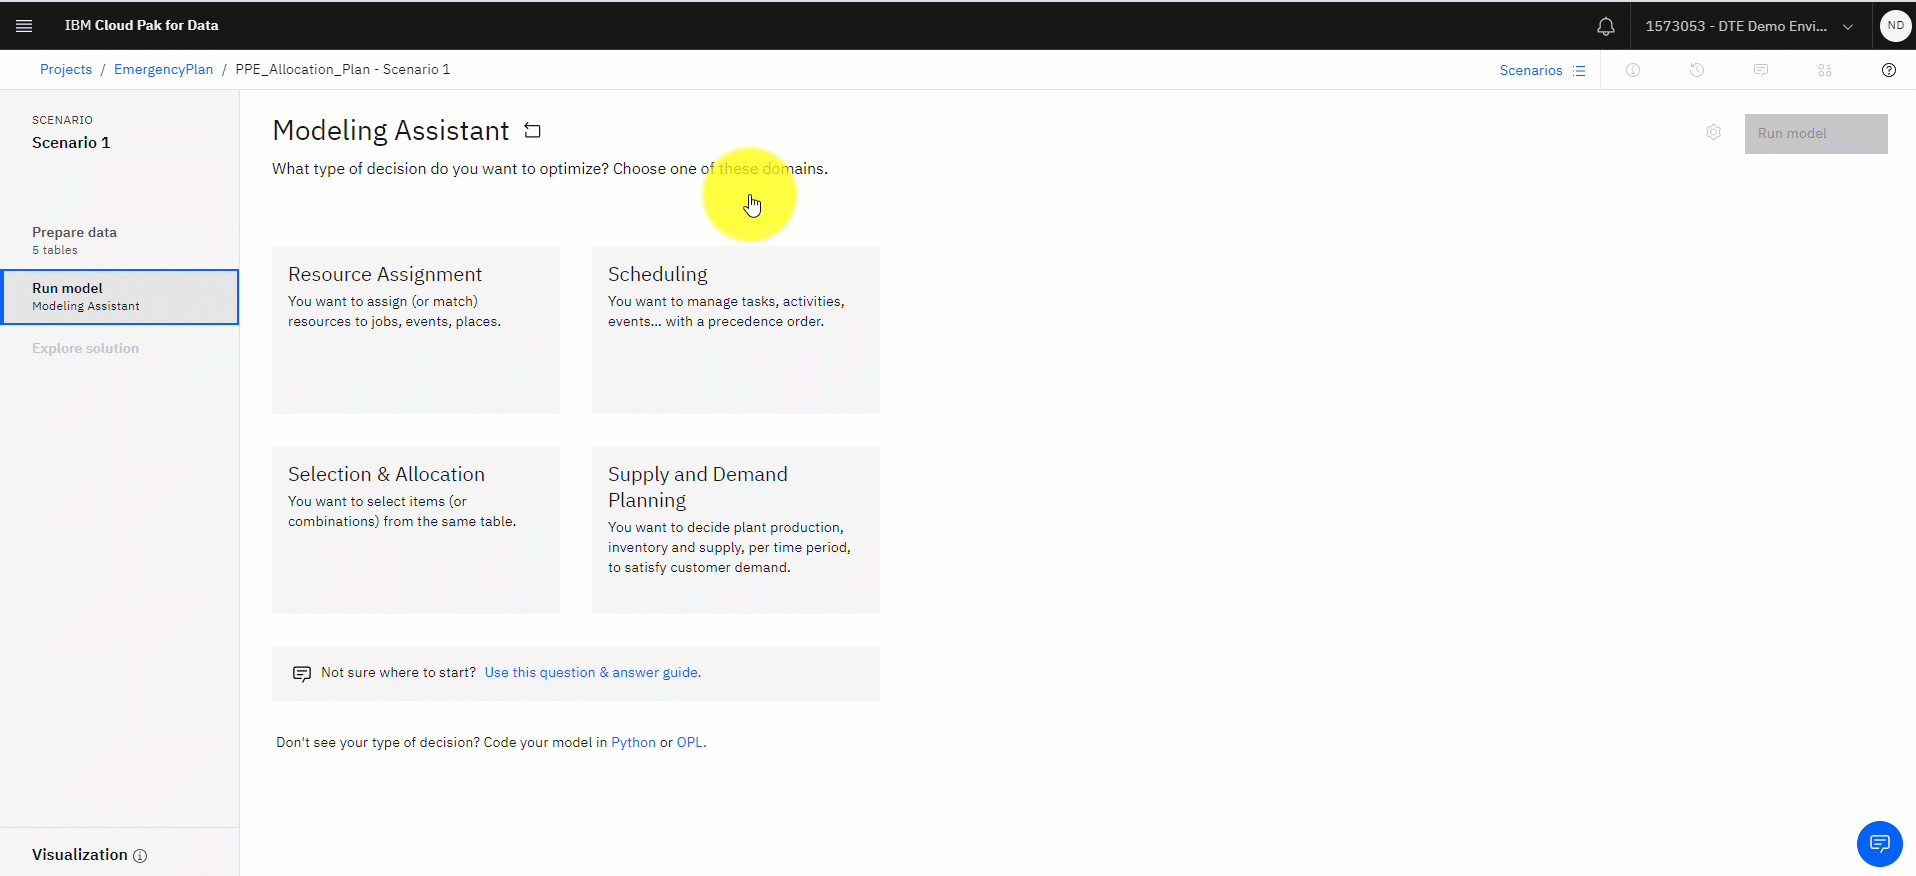 IBM Cloud Pak for Data
1573053 - DTE Demo Envi...
ND
Projects / EmergencyPlan / PPE_Allocation_Plan - Scenario 1
Scenarios
SCENARIO
Scenario 1
Prepare data
5 tables
Run model
Modeling Assistant
Explore solution
Visualization
Modeling Assistant
Run model
What type of decision do you want to optimize? Choose one of these domains.
Resource Assignment
You want to assign (or match)
resources to jobs, events, places.
Scheduling
You want to manage tasks, activities,
events... with a precedence order.
Selection & Allocation
You want to select items (or
combinations) from the same table.
Supply and Demand
Planning
You want to decide plant production,
inventory and supply, per time period,
to satisfy customer demand.
Not sure where to start? Use this question & answer guide.
Don't see your type of decision? Code your model in Python or OPL.